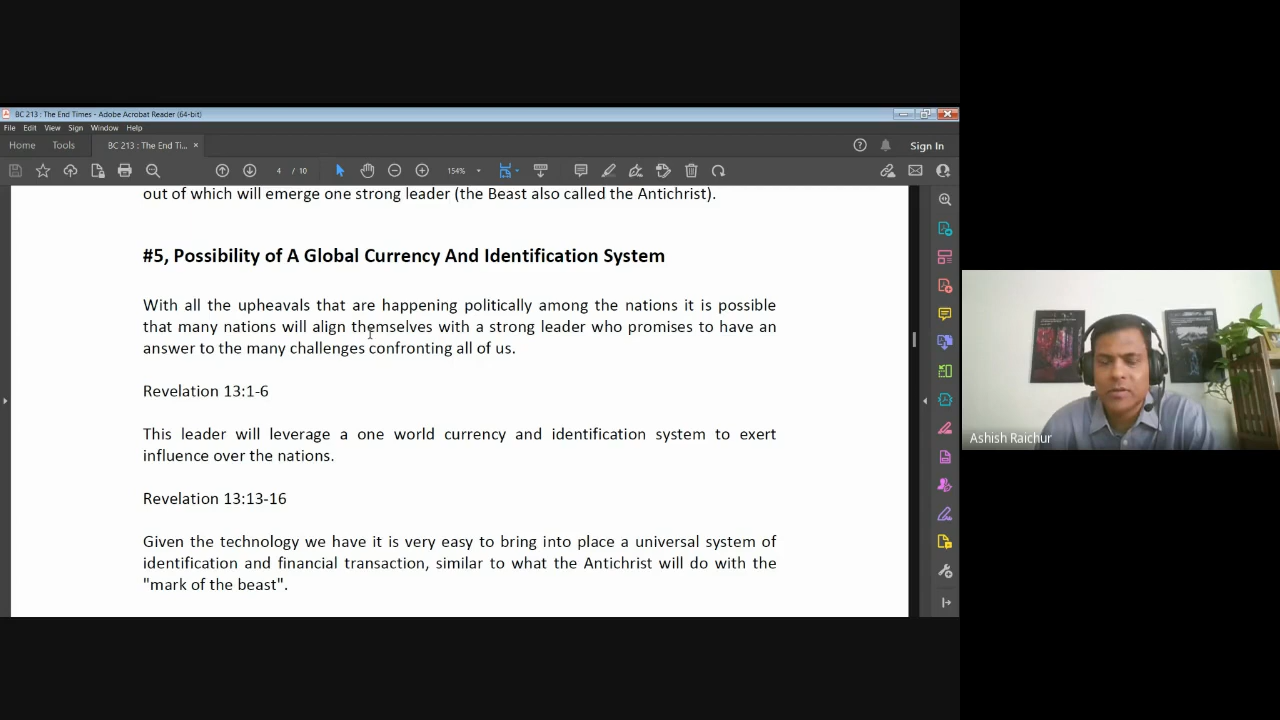 BC 213 : The End Times - Adobe Acrobat Reader (64-bit)
File Edit View Sign Window Help
Home Tools BC 213 : The End Ti... × Sign In
4 / 10 154%
out of which will emerge one strong leader (the Beast also called the Antichrist).
#5, Possibility of A Global Currency And Identification System
With all the upheavals that are happening politically among the nations it is possible
that many nations will align themselves with a strong leader who promises to have an
answer to the many challenges confronting all of us.
Revelation 13:1-6
This leader will leverage a one world currency and identification system to exert
influence over the nations.
Revelation 13:13-16
Given the technology we have it is very easy to bring into place a universal system of
identification and financial transaction, similar to what the Antichrist will do with the
"mark of the beast".
Ashish Raichur